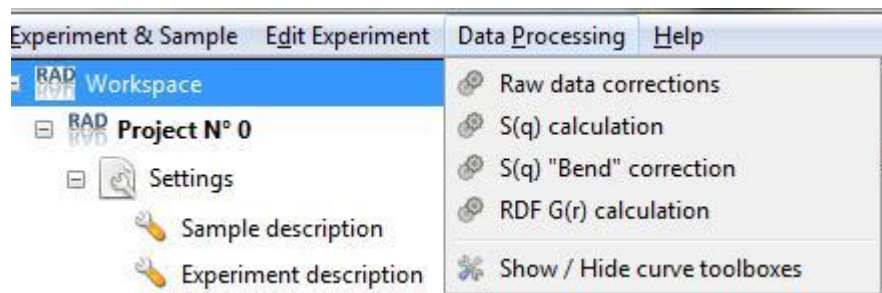 Experiment & Sample Edit Experiment Data Processing Help
RAD Workspace
RAD Project N° 0
Settings
Sample description
Experiment description
Raw data corrections
S(q) calculation
S(q) "Bend" correction
RDF G(r) calculation
Show / Hide curve toolboxes